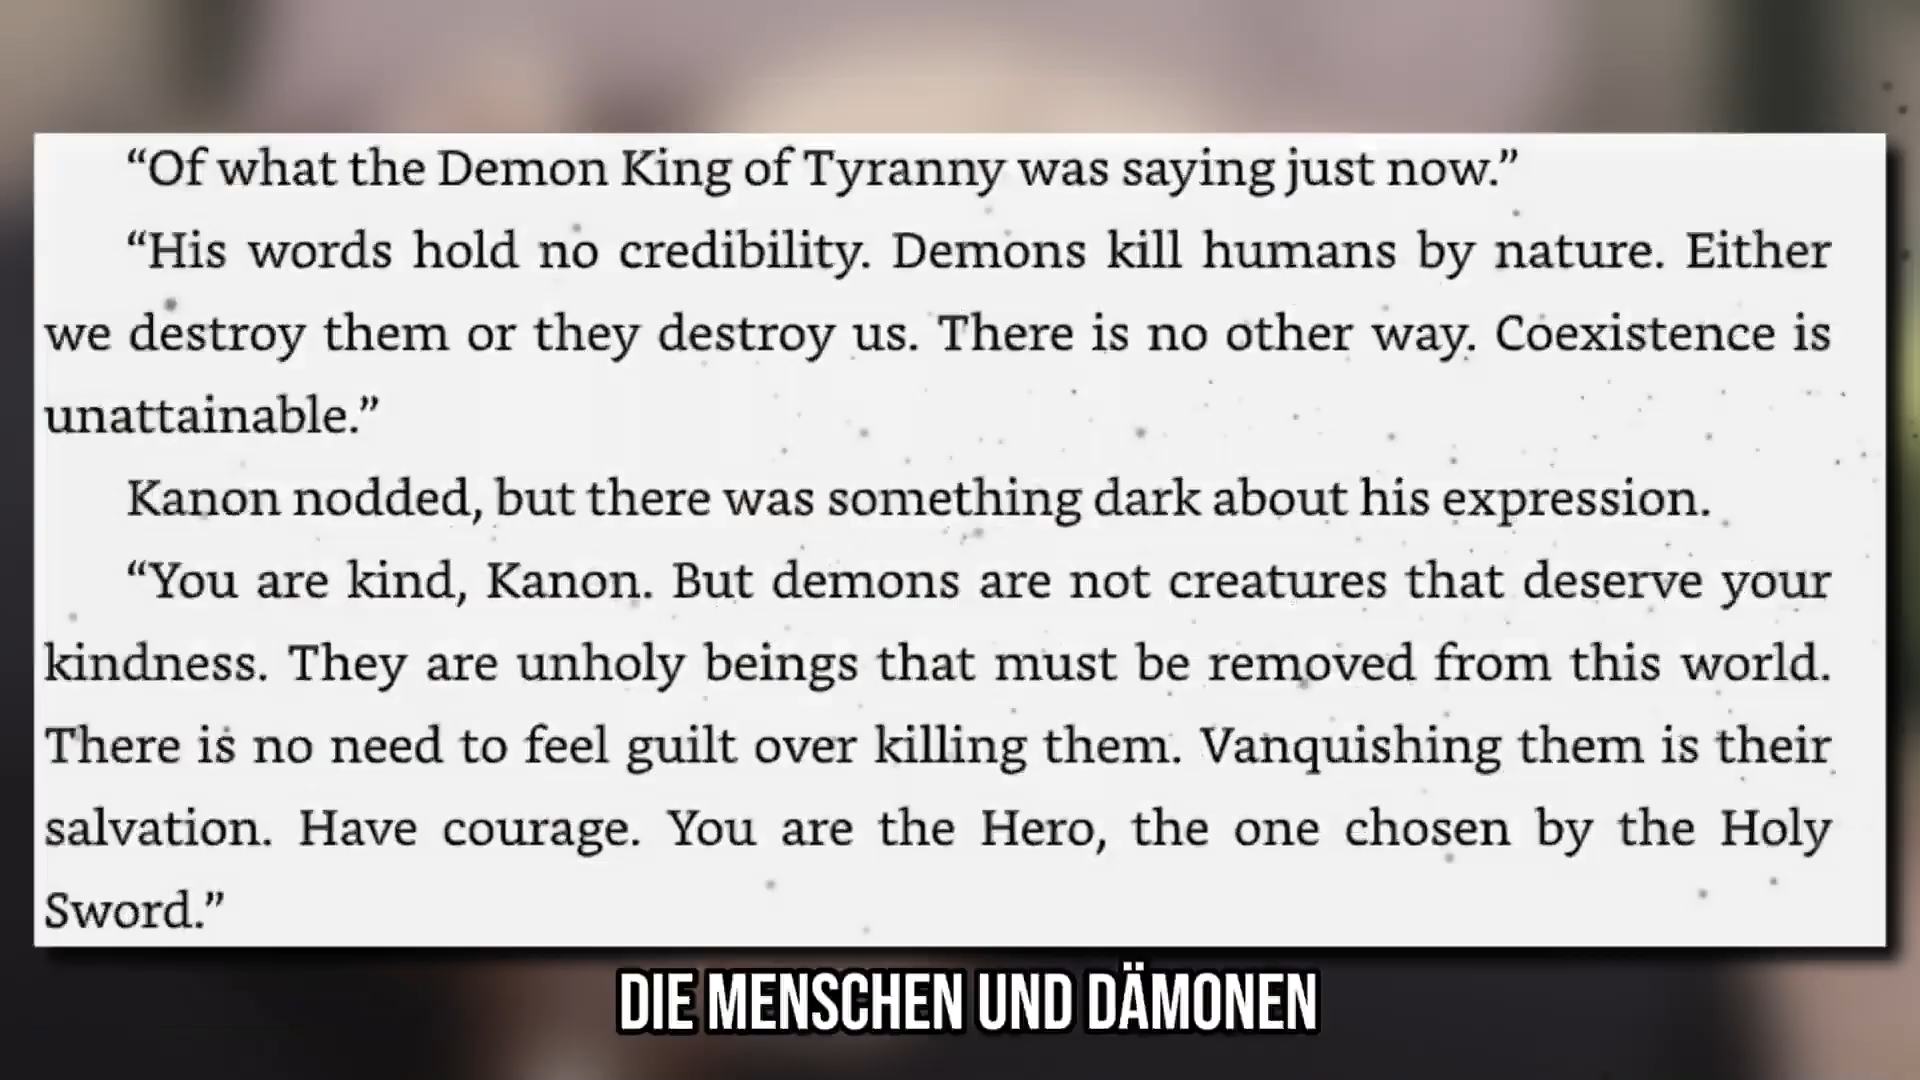 “Of what the Demon King of Tyranny was saying just now.”
“His words hold no credibility. Demons kill humans by nature. Either
we destroy them or they destroy us. There is no other way. Coexistence is
unattainable.”
Kanon nodded, but there was something dark about his expression.
“You are kind, Kanon. But demons are not creatures that deserve your
kindness. They are unholy beings that must be removed from this world.
There is no need to feel guilt over killing them. Vanquishing them is their
salvation. Have courage. You are the Hero, the one chosen by the Holy
Sword.”
DIE MENSCHEN UND DÄMONEN